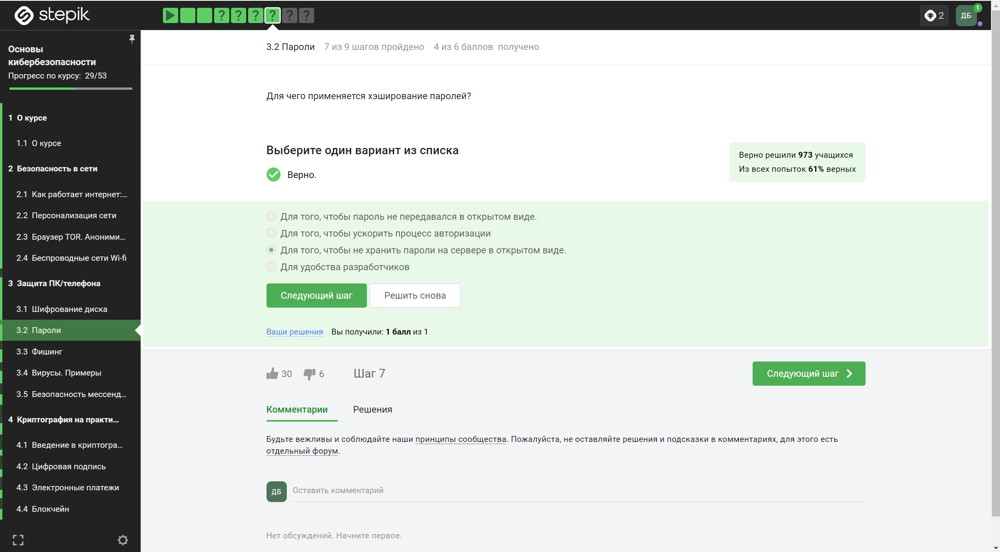 stepik
? ? ? ? ? ?
2
ДБ
1
Основы
кибербезопасности
Прогресс по курсу: 29/53
1 О курсе
1.1 О курсе
2 Безопасность в сети
2.1 Как работает интернет:...
2.2 Персонализация сети
2.3 Браузер TOR. Аноними...
2.4 Беспроводные сети Wi-fi
3 Защита ПК/телефона
3.1 Шифрование диска
3.2 Пароли
3.3 Фишинг
3.4 Вирусы. Примеры
3.5 Безопасность мессенд...
4 Криптография на практи...
4.1 Введение в криптогра...
4.2 Цифровая подпись
4.3 Электронные платежи
4.4 Блокчейн
3.2 Пароли 7 из 9 шагов пройдено 4 из 6 баллов получено
Для чего применяется хэширование паролей?
Выберите один вариант из списка
Верно.
Верно решили 973 учащихся
Из всех попыток 61% верных
Для того, чтобы пароль не передавался в открытом виде.
Для того, чтобы ускорить процесс авторизации
Для того, чтобы не хранить пароли на сервере в открытом виде.
Для удобства разработчиков
Следующий шаг Решить снова
Ваши решения Вы получили: 1 балл из 1
30 6 Шаг 7 Следующий шаг
Комментарии Решения
Будьте вежливы и соблюдайте наши принципы сообщества. Пожалуйста, не оставляйте решения и подсказки в комментариях, для этого есть
отдельный форум.
ДБ Оставить комментарий
Нет обсуждений. Начните первое.